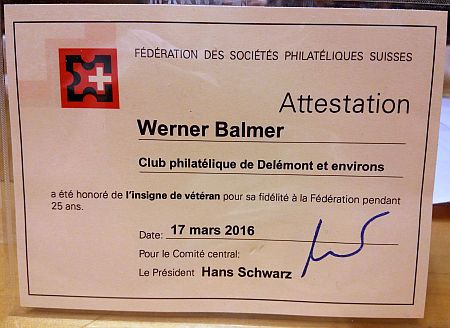 FÉDÉRATION DES SOCIÉTÉS PHILATÉLIQUES SUISSES
Attestation
Werner Balmer
Club philatélique de Delémont et environs
a été honoré de l'insigne de vétéran pour sa fidélité à la Fédération pendant
25 ans.
Date: 17 mars 2016
Pour le Comité central:
Le Président Hans Schwarz